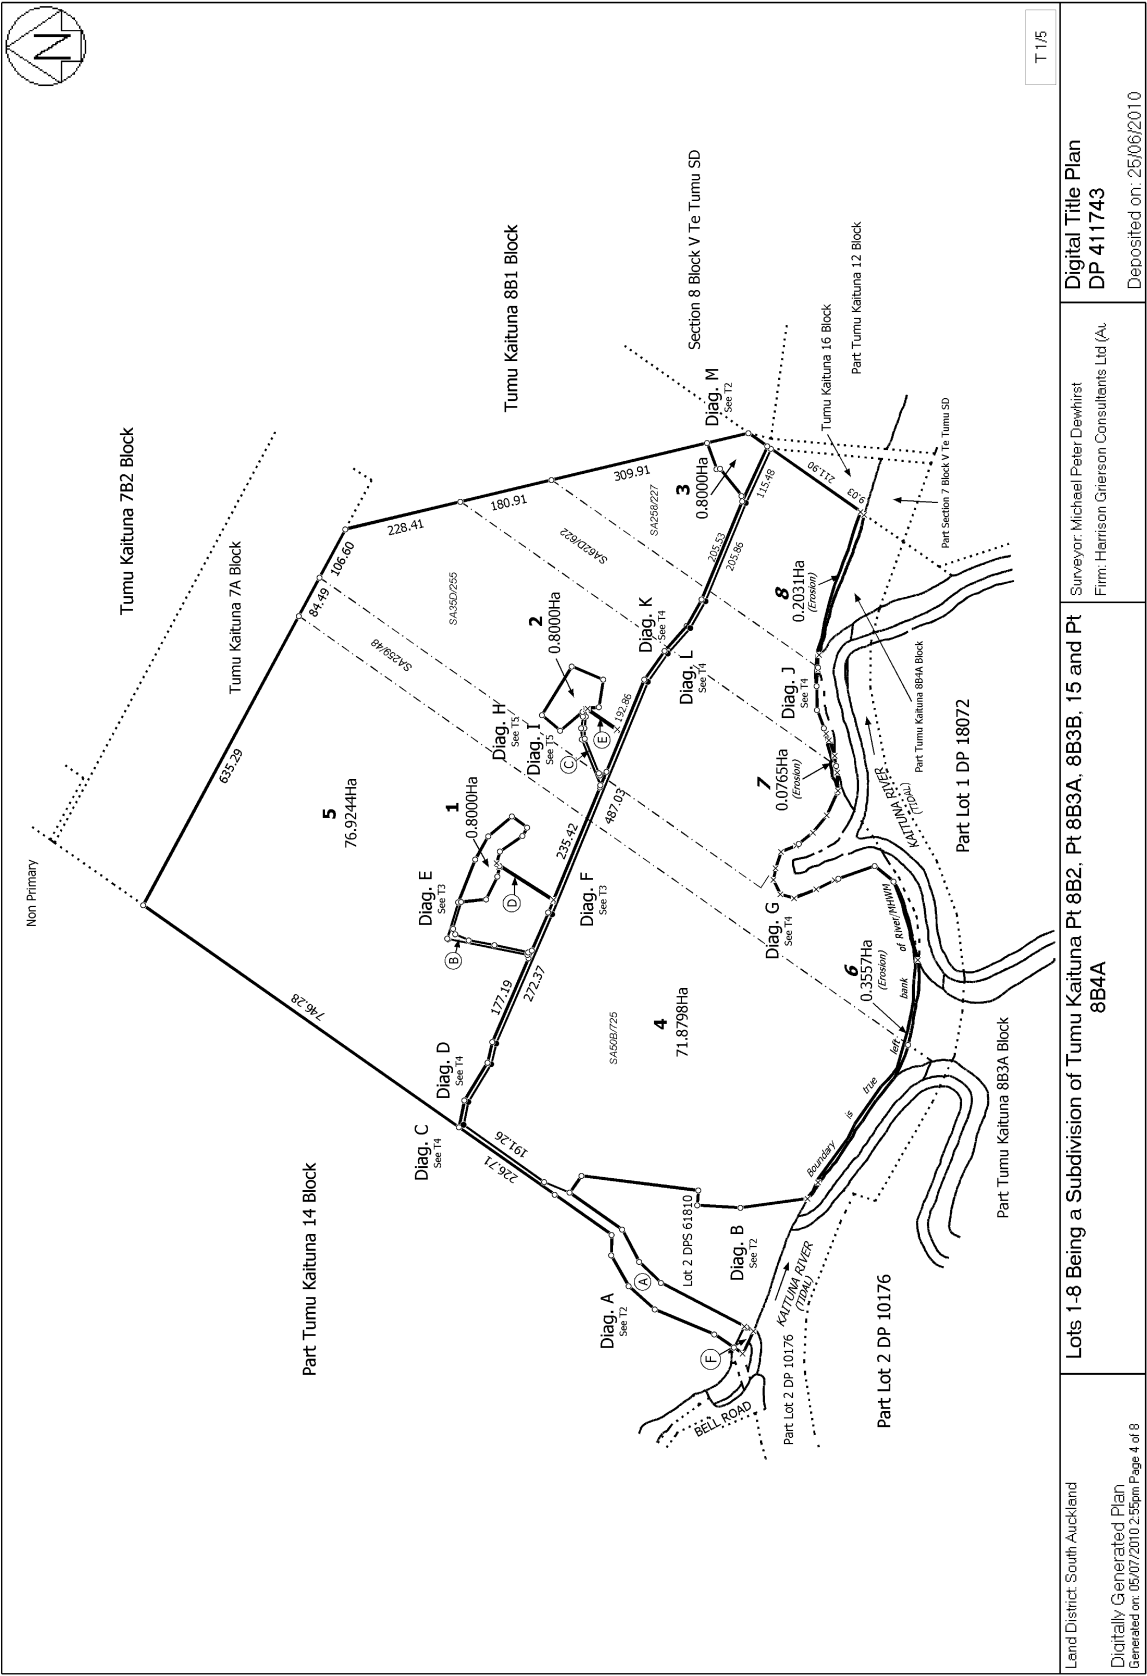 N
T 1/5
Non Primary
Tumu Kaituna 7B2 Block
Tumu Kaituna 7A Block
Tumu Kaituna 8B1 Block
Section 8 Block V Te Tumu SD
Part Tumu Kaituna 14 Block
635.29
84.49
106.60
228.41
180.91
309.91
746.28
5
76.9244Ha
SA259/48
SA35D/255
SA62D/622
SA258/227
1
0.8000Ha
2
0.8000Ha
3
0.8000Ha
Diag. M
See T2
Diag. E
See T3
Diag. H
See T5
Diag. I
See T5
Diag. K
See T4
Diag. L
See T4
B
D
C
E
Diag. C
See T4
Diag. D
See T4
177.19
272.37
235.42
487.03
192.86
205.53
205.86
115.48
Diag. F
See T3
226.71
191.26
SA50B/725
4
71.8798Ha
Diag. A
See T2
A
Lot 2 DPS 61810
Diag. B
See T2
F
BELL ROAD
Part Lot 2 DP 10176
KAITUNA RIVER
(TIDAL)
Part Lot 2 DP 10176
Diag. G
See T4
7
0.0765Ha
(Erosion)
Diag. J
See T4
8
0.2031Ha
(Erosion)
221.90
9.03
Tumu Kaituna 16 Block
Part Tumu Kaituna 12 Block
Part Section 7 Block V Te Tumu SD
Part Tumu Kaituna 8B4A Block
6
0.3557Ha
(Erosion)
Boundary is true left bank of River/MHWM
KAITUNA RIVER
(TIDAL)
Part Lot 1 DP 18072
Part Tumu Kaituna 8B3A Block
Land District: South Auckland
Digitally Generated Plan
Generated on: 05/07/2010 2:55pm Page 4 of 8
Lots 1-8 Being a Subdivision of Tumu Kaituna Pt 8B2, Pt 8B3A, 8B3B, 15 and Pt
8B4A
Surveyor: Michael Peter Dewhirst
Firm: Harrison Grierson Consultants Ltd (Au
Digital Title Plan
DP 411743
Deposited on: 25/06/2010